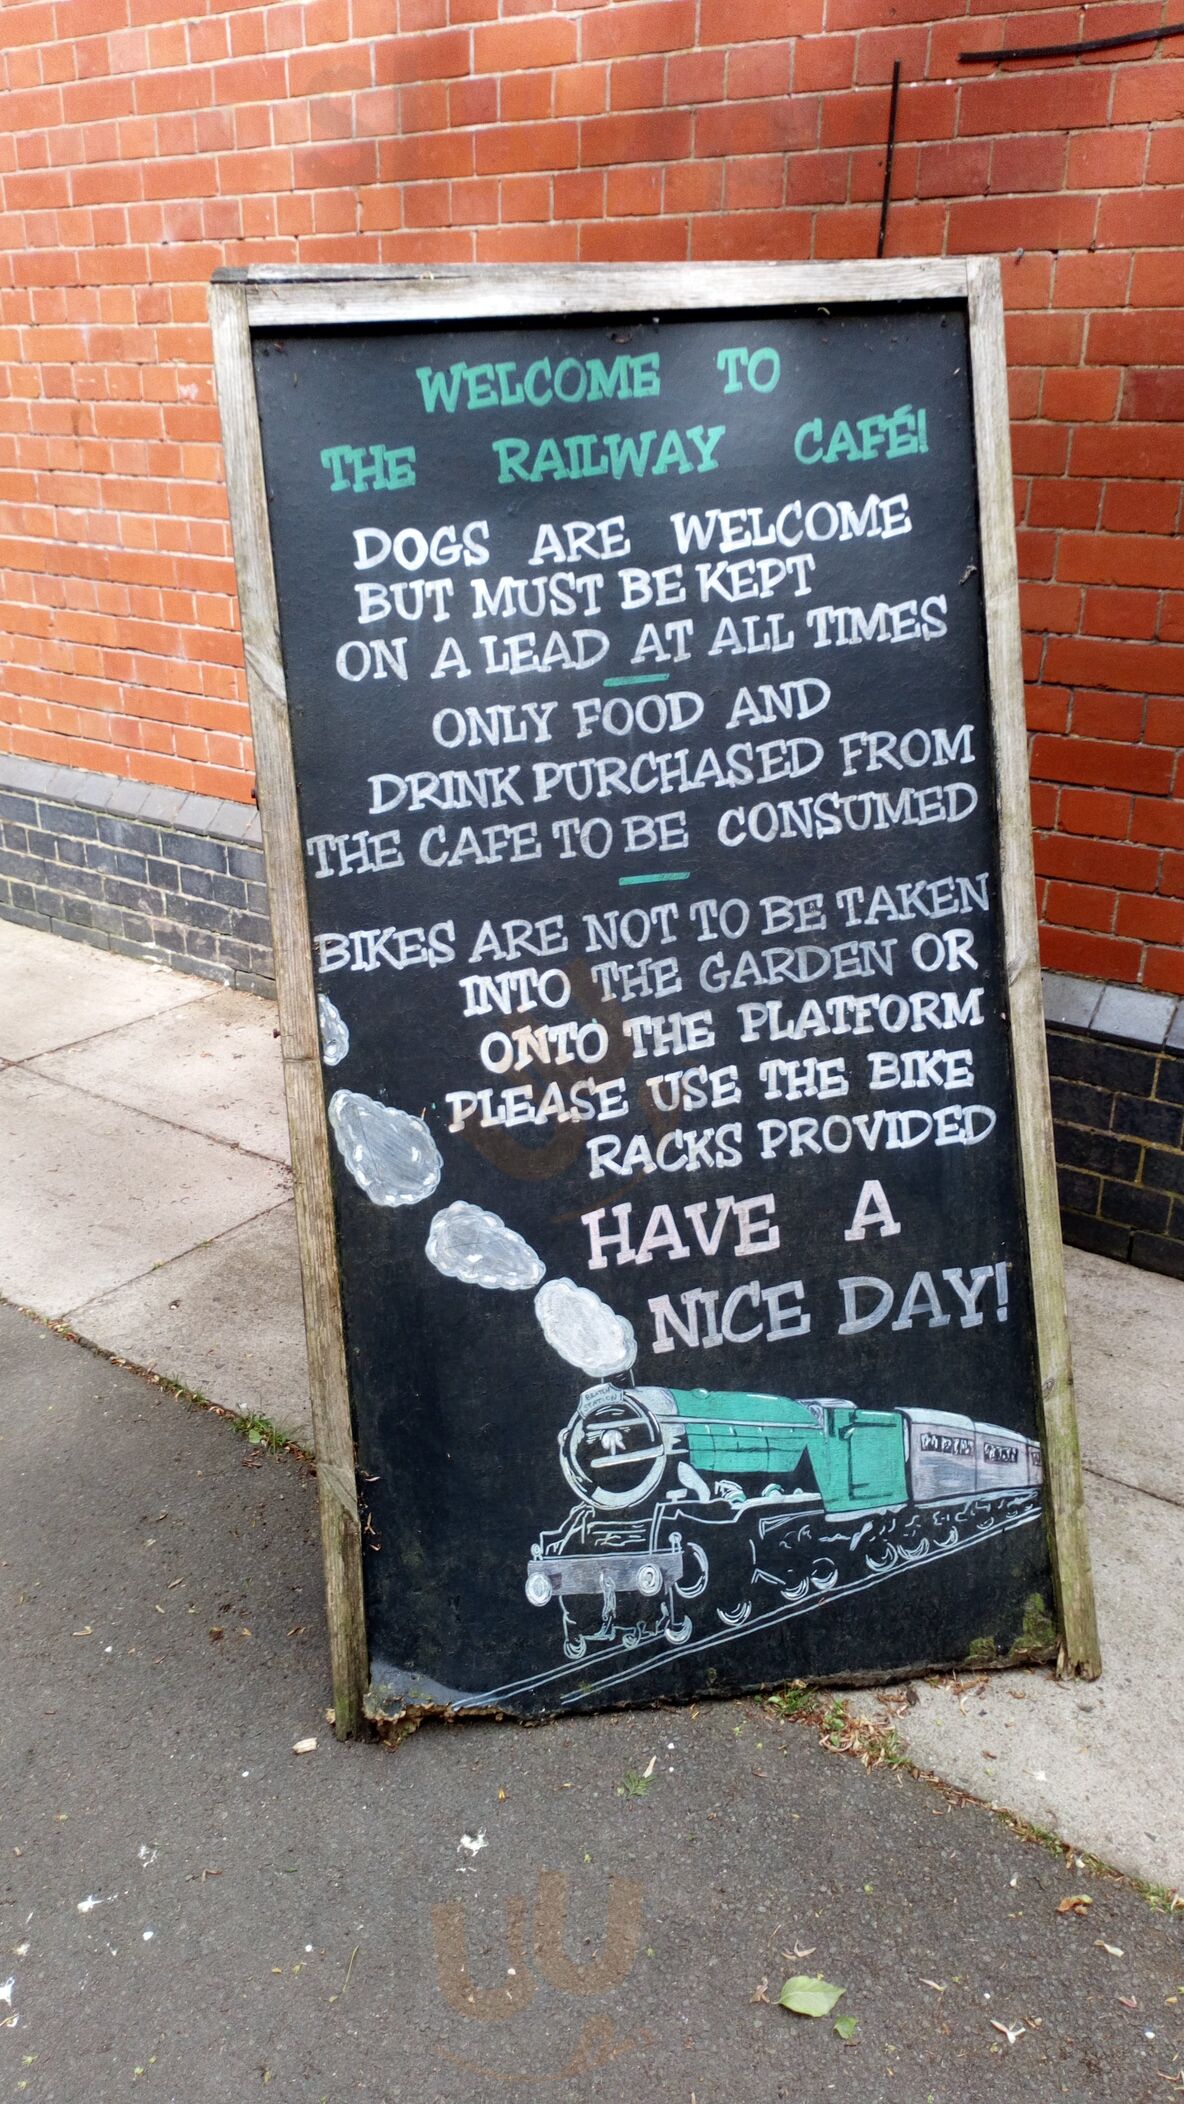 WELCOME TO
THE RAILWAY CAFÉ!
DOGS ARE WELCOME
BUT MUST BE KEPT
ON A LEAD AT ALL TIMES
ONLY FOOD AND
DRINK PURCHASED FROM
THE CAFE TO BE CONSUMED
BIKES ARE NOT TO BE TAKEN
INTO THE GARDEN OR
ONTO THE PLATFORM
PLEASE USE THE BIKE
RACKS PROVIDED
HAVE A
NICE DAY!
STATION